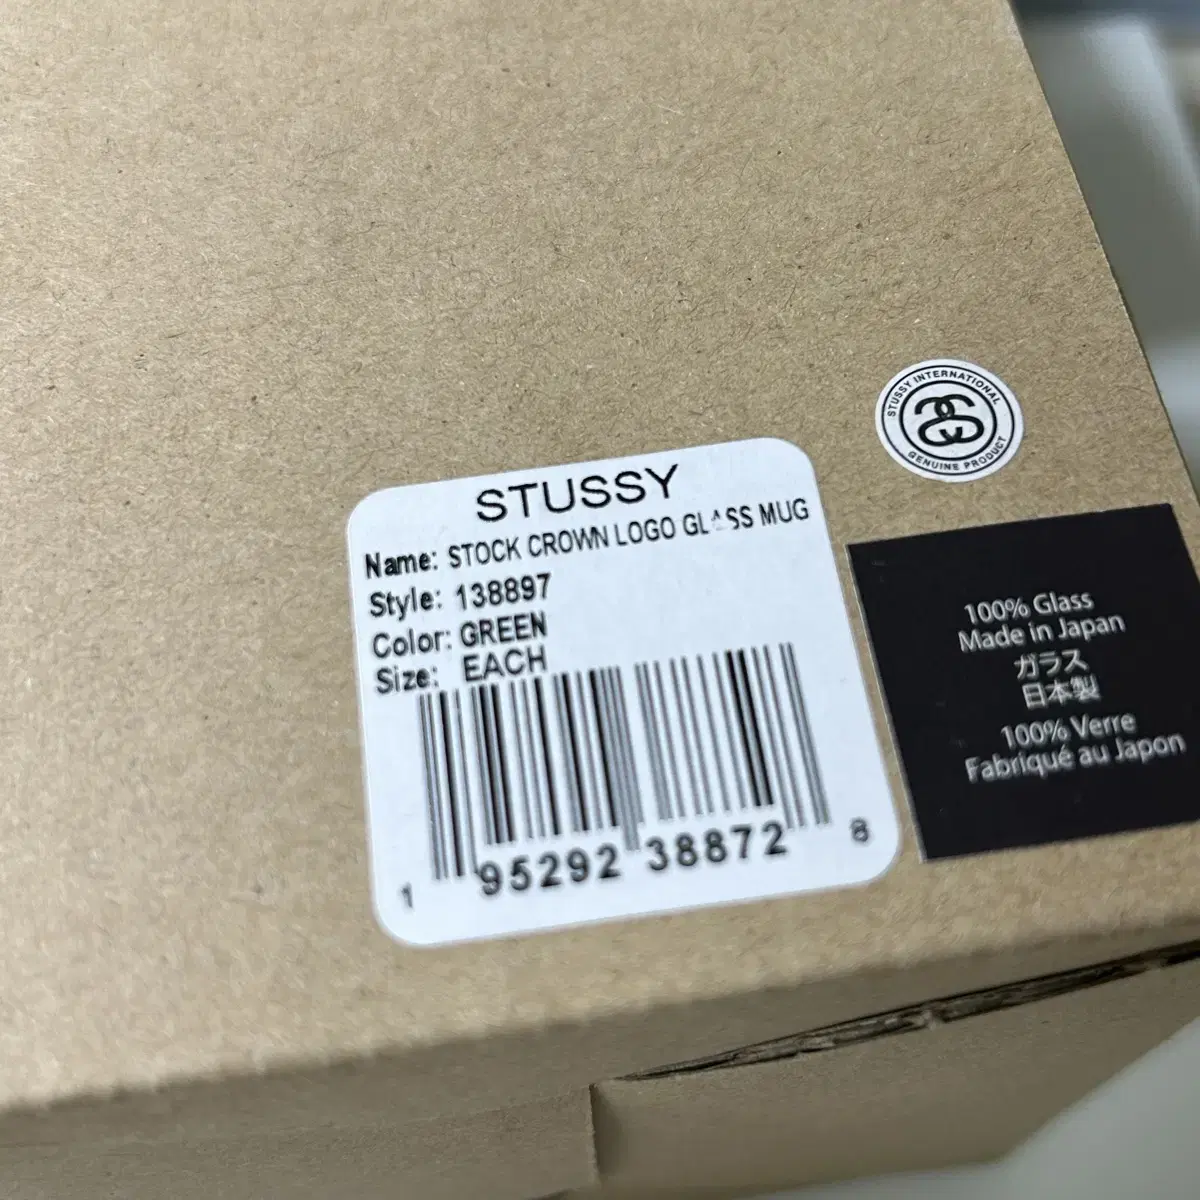 STUSSY INTERNATIONAL
GENUINE PRODUCT
STUSSY
Name: STOCK CROWN LOGO GLASS MUG
Style: 138897
Color: GREEN
Size: EACH
1 95292 38872 8
100% Glass
Made in Japan
ガラス
日本製
100% Verre
Fabriqué au Japon